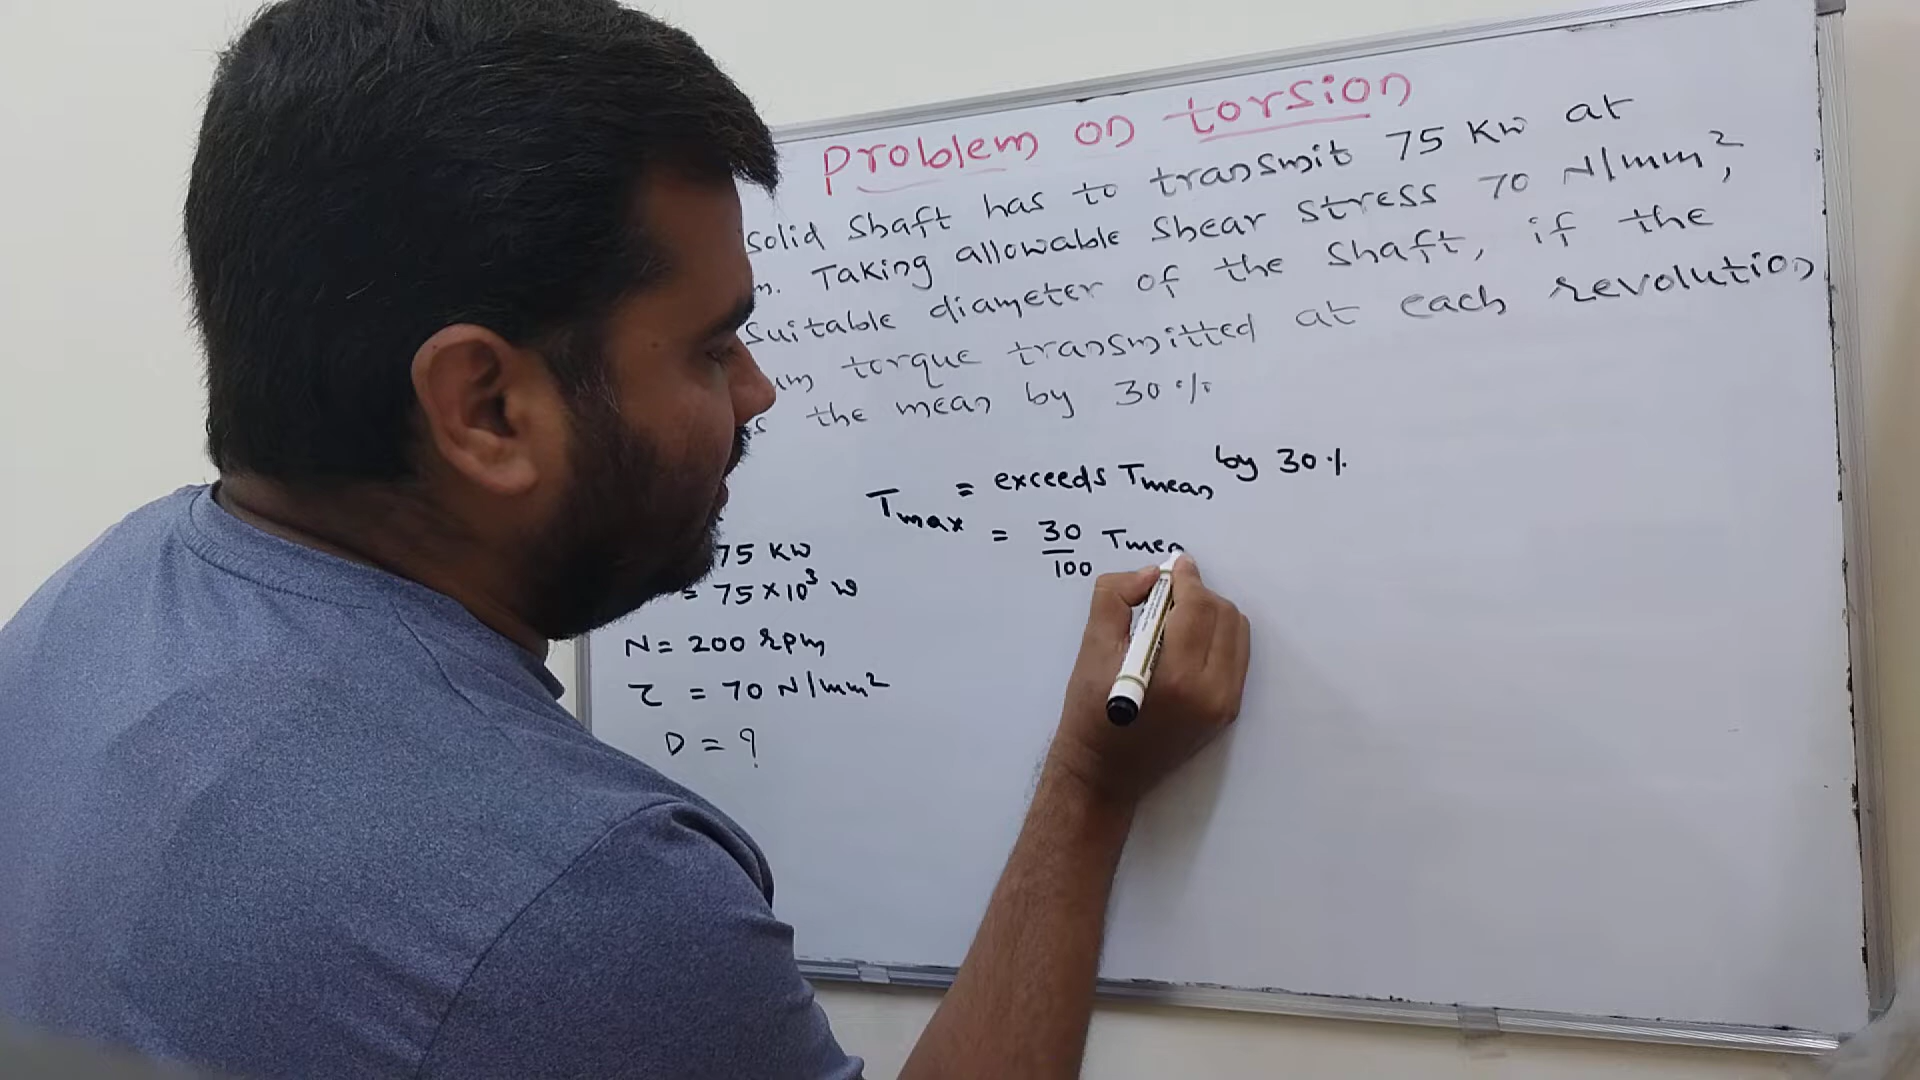 Problem on torsion
solid shaft has to transmit 75 KW at
m. Taking allowable shear stress 70 N/mm²,
suitable diameter of the shaft, if the
um torque transmitted at each revolution
s the mean by 30%
Tmax = exceeds Tmean by 30%
= 30/100 Tmea
75 KW
= 75×10³ W
N = 200 rpm
τ = 70 N/mm²
D = ?